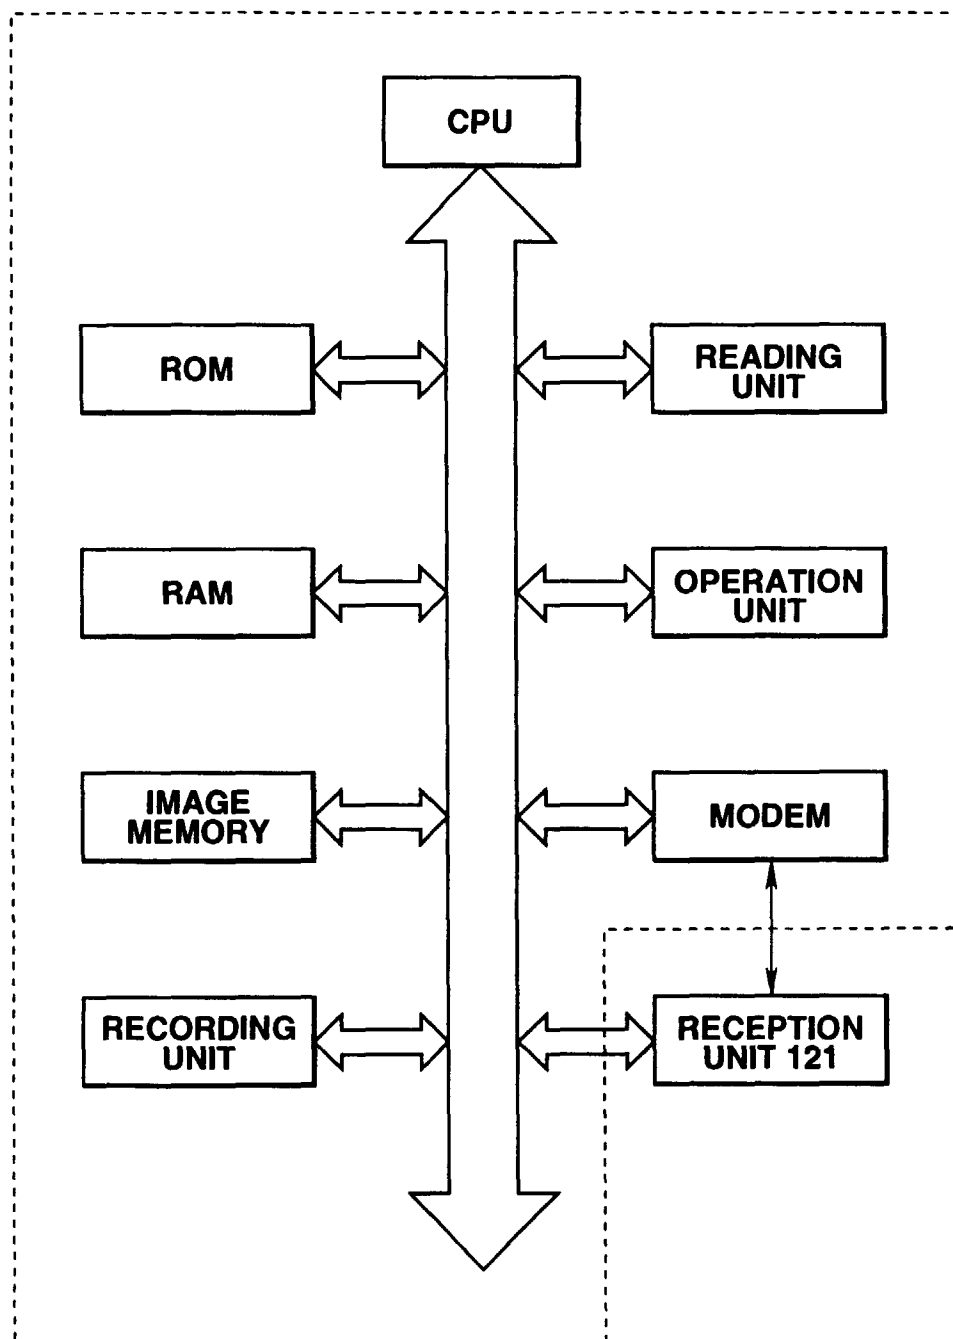 CPU
ROM
READING
UNIT
RAM
OPERATION
UNIT
IMAGE
MEMORY
MODEM
RECORDING
UNIT
RECEPTION
UNIT 121